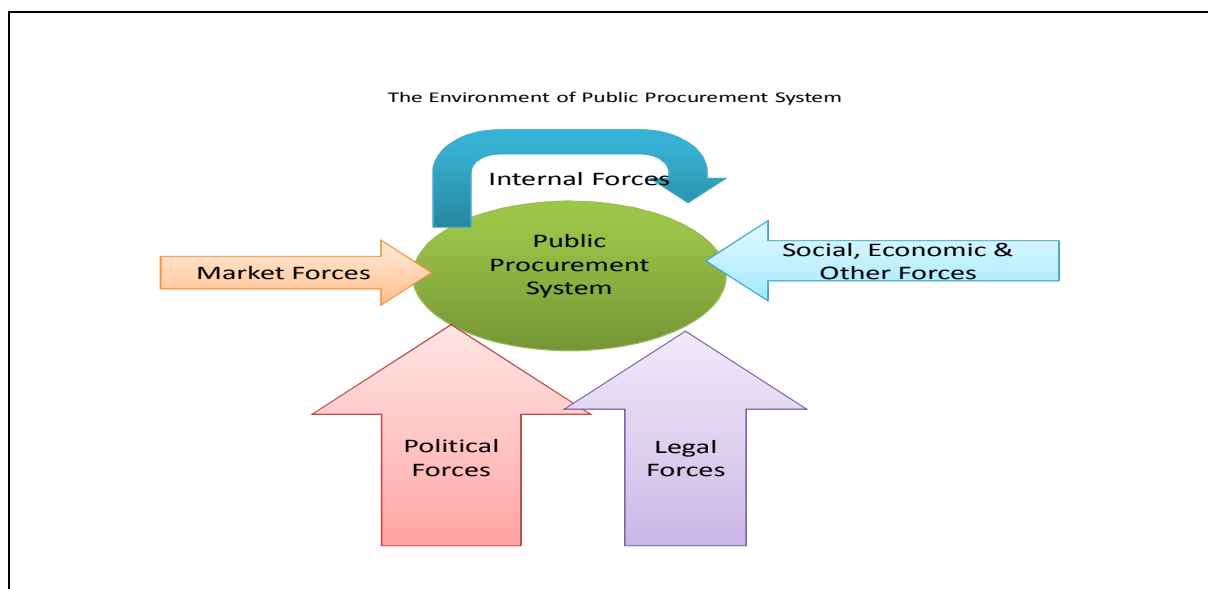 The Environment of Public Procurement System
Internal Forces
Public
Procurement
System
Market Forces
Social, Economic &
Other Forces
Political
Forces
Legal
Forces